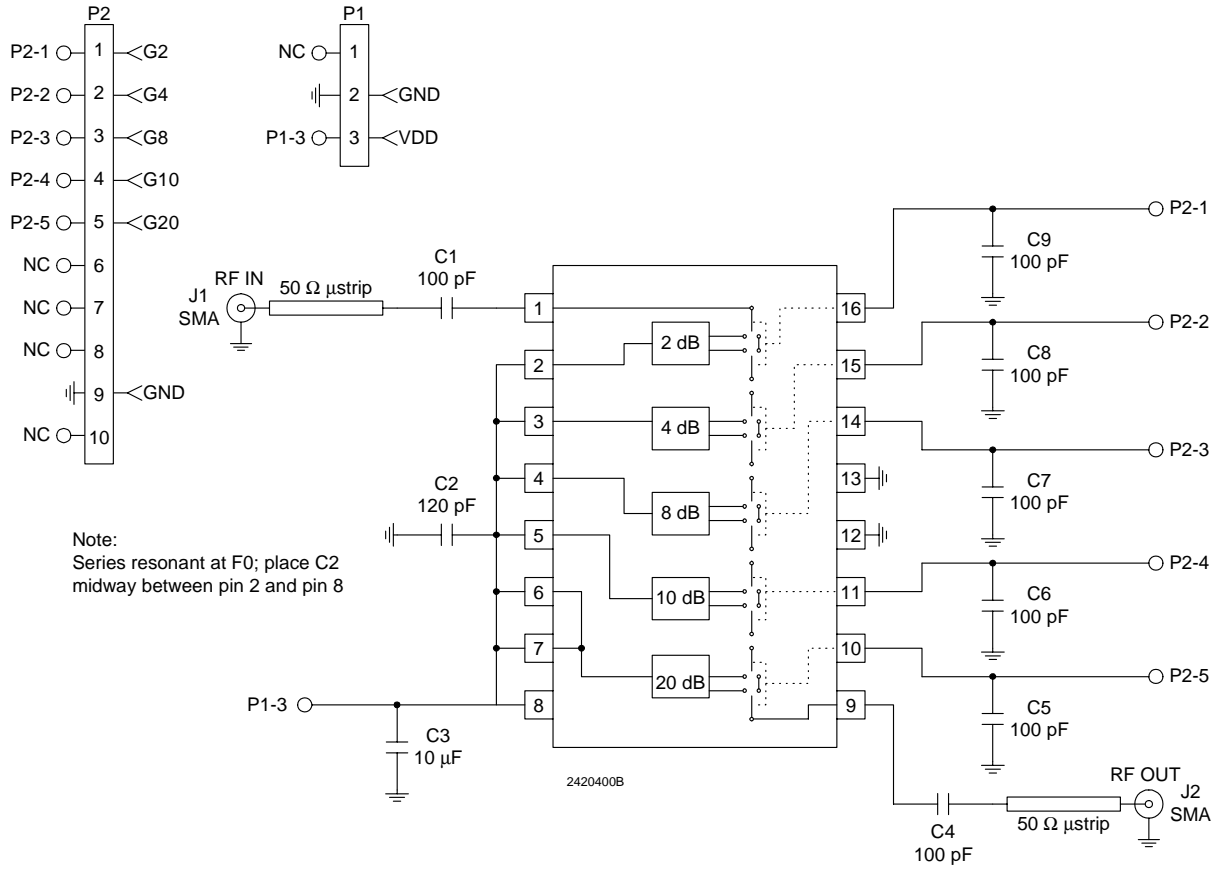 P2
P2-1 1 G2
P2-2 2 G4
P2-3 3 G8
P2-4 4 G10
P2-5 5 G20
NC 6
NC 7
NC 8
9 GND
NC 10
P1
NC 1
2 GND
P1-3 3 VDD
J1
SMA
RF IN
50 Ω µstrip
C1
100 pF
C2
120 pF
Note:
Series resonant at F0; place C2
midway between pin 2 and pin 8
P1-3
C3
10 µF
1
2
3
4
5
6
7
8
2 dB
4 dB
8 dB
10 dB
20 dB
16
15
14
13
12
11
10
9
2420400B
C9
100 pF
P2-1
C8
100 pF
P2-2
C7
100 pF
P2-3
C6
100 pF
P2-4
C5
100 pF
P2-5
C4
100 pF
50 Ω µstrip
RF OUT
J2
SMA